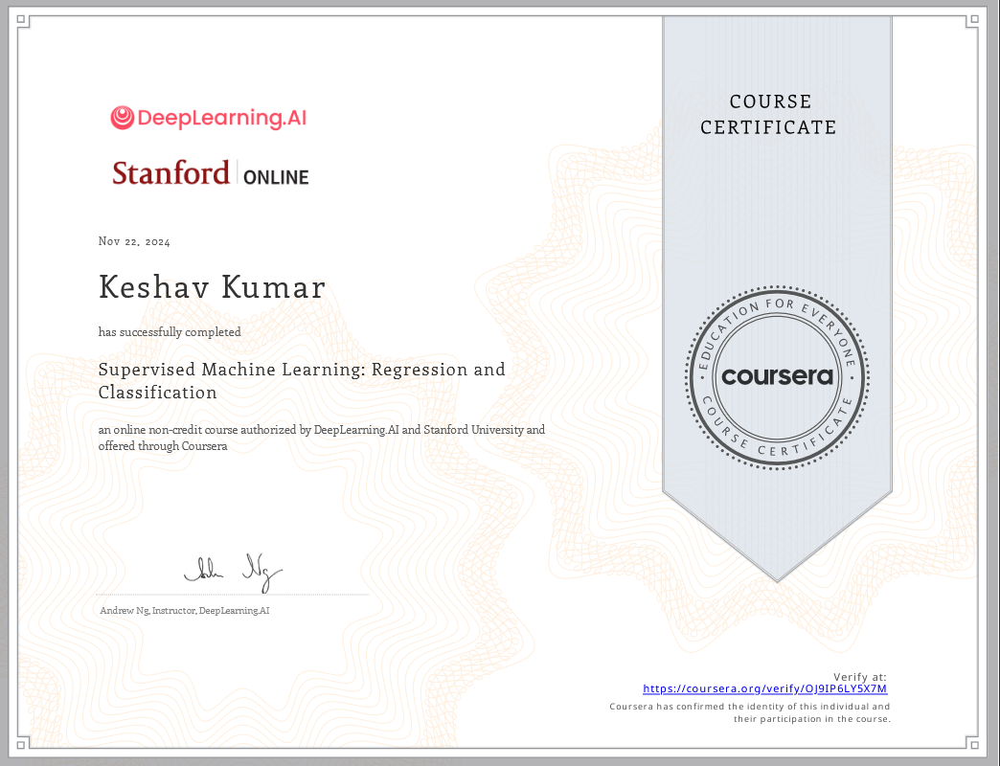 DeepLearning.AI
Stanford ONLINE
Nov 22, 2024
Keshav Kumar
has successfully completed
Supervised Machine Learning: Regression and
Classification
an online non-credit course authorized by DeepLearning.AI and Stanford University and
offered through Coursera
Andrew Ng
Andrew Ng, Instructor, DeepLearning.AI
COURSE
CERTIFICATE
EDUCATION FOR EVERYONE
coursera
COURSE CERTIFICATE
Verify at:
https://coursera.org/verify/OJ9IP6LY5X7M
Coursera has confirmed the identity of this individual and
their participation in the course.